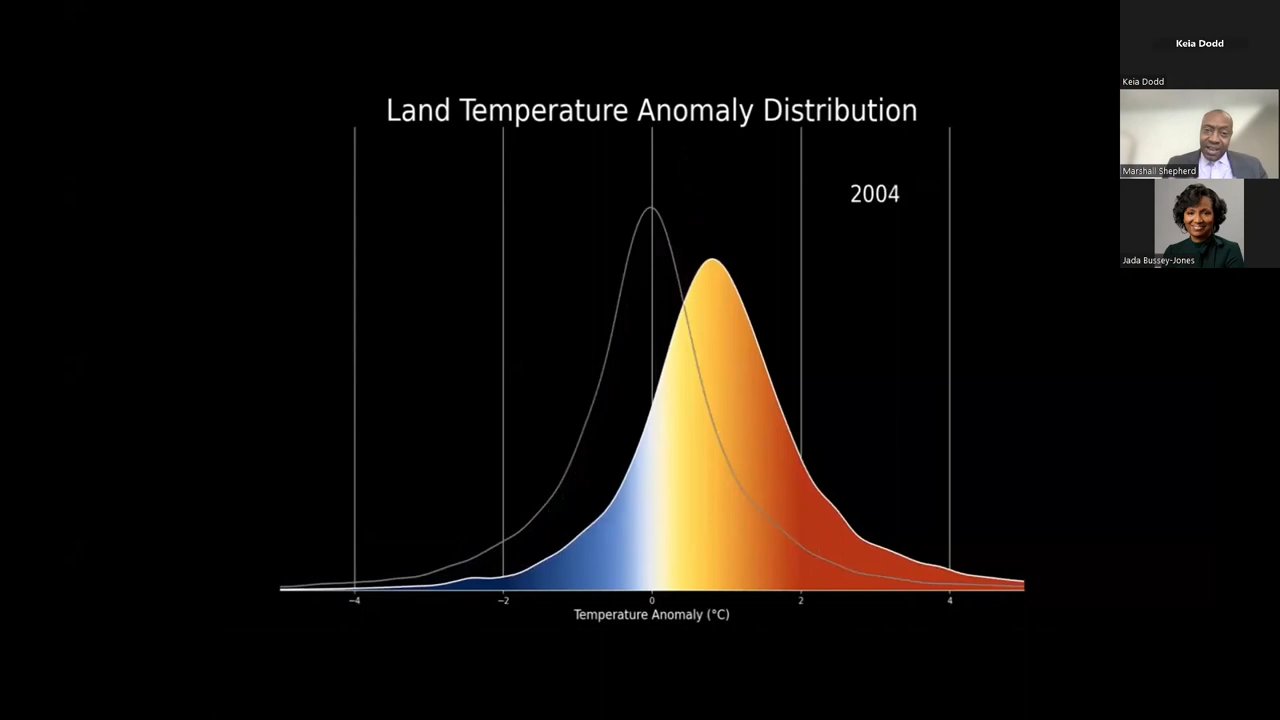 Land Temperature Anomaly Distribution
2004
−4
−2
0
2
4
Temperature Anomaly (°C)
Keia Dodd
Keia Dodd
Marshall Shepherd
Jada Bussey-Jones